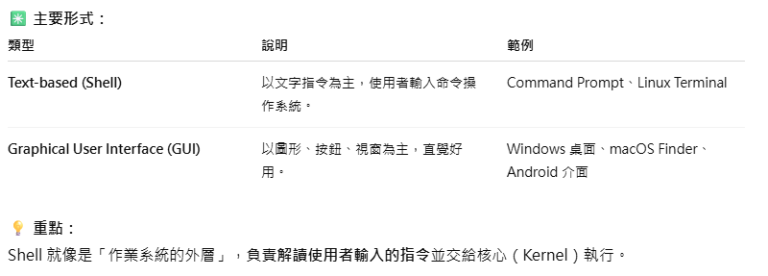 ✳️ 主要形式：
類型 說明 範例
Text-based (Shell) 以文字指令為主，使用者輸入命令操 Command Prompt、Linux Terminal
作系統。
Graphical User Interface (GUI) 以圖形、按鈕、視窗為主，直覺好 Windows 桌面、macOS Finder、
用。 Android 介面
💡 重點：
Shell 就像是「作業系統的外層」，負責解讀使用者輸入的指令並交給核心（Kernel）執行。